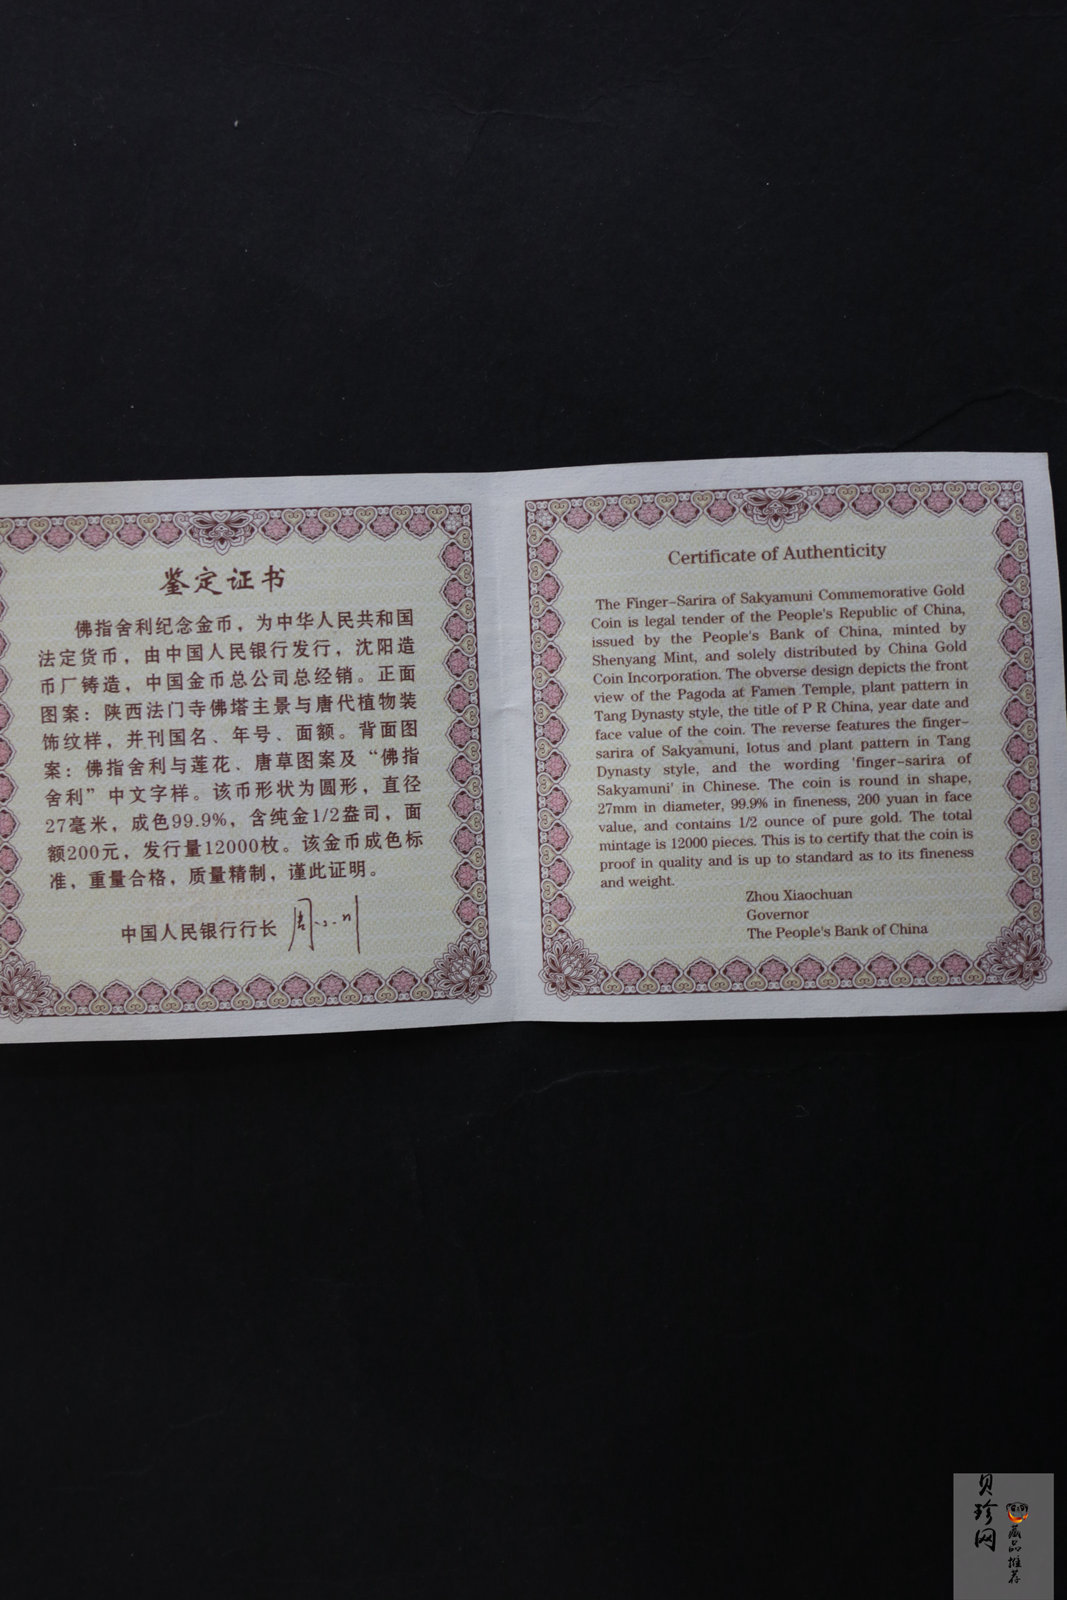 鉴定证书
佛指舍利纪念金币，为中华人民共和国
法定货币，由中国人民银行发行，沈阳造
币厂铸造，中国金币总公司总经销。正面
图案：陕西法门寺佛塔主景与唐代植物装
饰纹样，并刊国名、年号、面额。背面图
案：佛指舍利与莲花、唐草图案及“佛指
舍利”中文字样。该币形状为圆形，直径
27毫米，成色99.9%，含纯金1/2盎司，面
额200元，发行量12000枚。该金币成色标
准，重量合格，质量精制，谨此证明。
中国人民银行行长
Certificate of Authenticity
The Finger-Sarira of Sakyamuni Commemorative Gold
Coin is legal tender of the People's Republic of China,
issued by the People's Bank of China, minted by
Shenyang Mint, and solely distributed by China Gold
Coin Incorporation. The obverse design depicts the front
view of the Pagoda at Famen Temple, plant pattern in
Tang Dynasty style, the title of P R China, year date and
face value of the coin. The reverse features the finger-
sarira of Sakyamuni, lotus and plant pattern in Tang
Dynasty style, and the wording 'finger-sarira of
Sakyamuni' in Chinese. The coin is round in shape,
27mm in diameter, 99.9% in fineness, 200 yuan in face
value, and contains 1/2 ounce of pure gold. The total
mintage is 12000 pieces. This is to certify that the coin is
proof in quality and is up to standard as to its fineness
and weight.
Zhou Xiaochuan
Governor
The People's Bank of China
贝珍网
藏品推荐